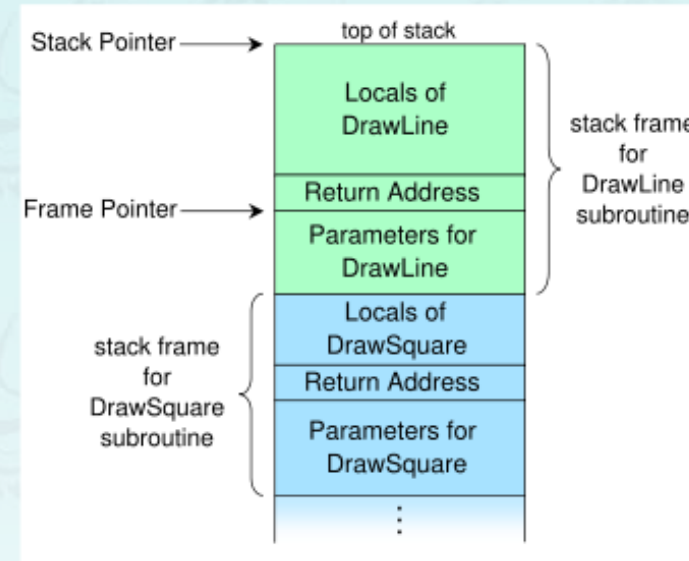 top of stack
Stack Pointer
Locals of
DrawLine
stack frame
for
DrawLine
subroutine
Return Address
Frame Pointer
Parameters for
DrawLine
Locals of
DrawSquare
stack frame
for
DrawSquare
subroutine
Return Address
Parameters for
DrawSquare
⋮